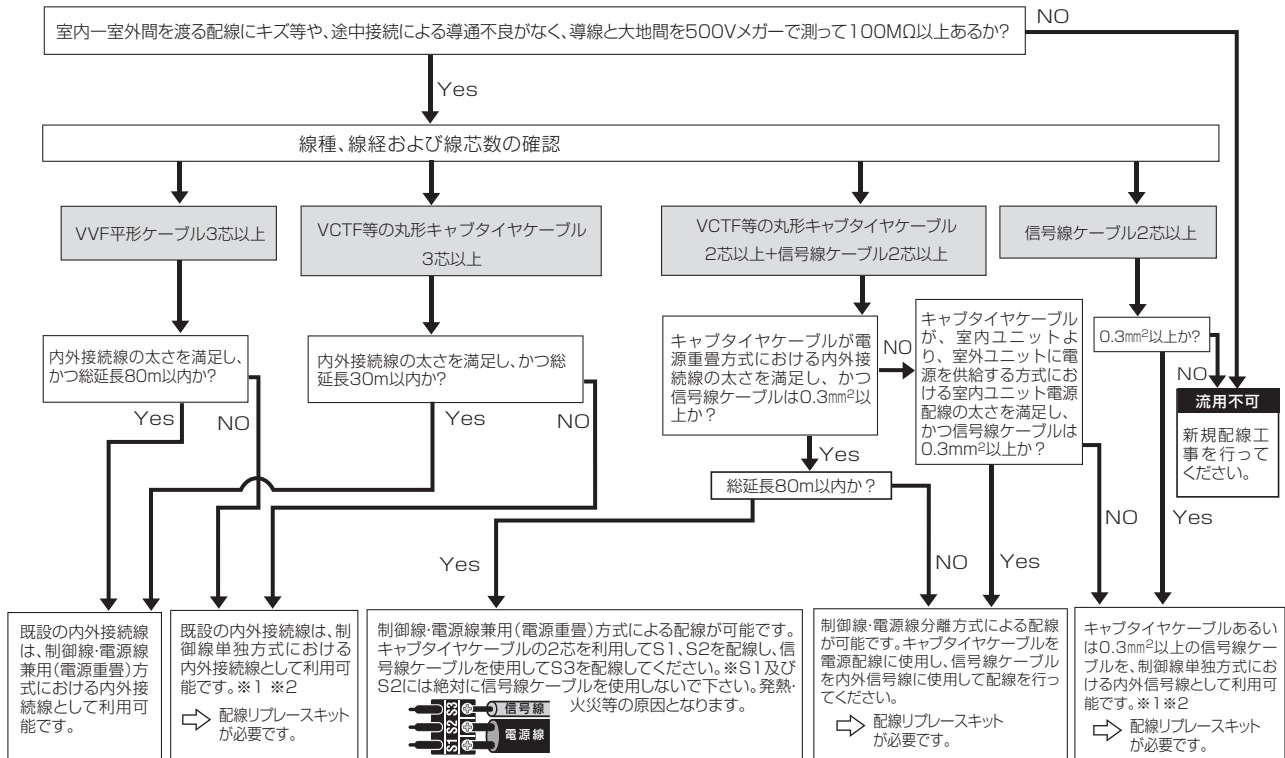 室内ー室外間を渡る配線にキズ等や、途中接続による導通不良がなく、導線と大地間を500Vメガーで測って100MΩ以上あるか?
NO
Yes
線種、線経および線芯数の確認
VVF平形ケーブル3芯以上
VCTF等の丸形キャブタイヤケーブル
3芯以上
VCTF等の丸形キャブタイヤケーブル
2芯以上+信号線ケーブル2芯以上
信号線ケーブル2芯以上
内外接続線の太さを満足し、
かつ総延長80m以内か?
Yes
NO
内外接続線の太さを満足し、かつ総
延長30m以内か?
Yes
NO
キャブタイヤケーブルが電
源重畳方式における内外接
続線の太さを満足し、かつ
信号線ケーブルは0.3mm²以
上か?
NO
Yes
キャブタイヤケーブル
が、室内ユニットよ
り、室外ユニットに電
源を供給する方式にお
ける室内ユニット電源
配線の太さを満足し、
かつ信号線ケーブルは
0.3mm²以上か?
0.3mm²以上か?
NO
流用不可
新規配線工
事を行って
ください。
総延長80m以内か?
Yes
NO
Yes
NO
Yes
既設の内外接続線
は、制御線・電源線
兼用(電源重畳)方
式における内外接
続線として利用可
能です。
既設の内外接続線は、制
御線単独方式における
内外接続線として利用可
能です。※1 ※2
配線リプレースキット
が必要です。
制御線・電源線兼用(電源重畳)方式による配線が可能です。
キャブタイヤケーブルの2芯を利用してS1、S2を配線し、信
号線ケーブルを使用してS3を配線してください。※S1及び
S2には絶対に信号線ケーブルを使用しないで下さい。発熱・
火災等の原因となります。
S1 S2 S3
信号線
電源線
制御線・電源線分離方式による配線
が可能です。キャブタイヤケーブルを
電源配線に使用し、信号線ケーブル
を内外信号線に使用して配線を行っ
てください。
配線リプレースキット
が必要です。
キャブタイヤケーブルあるい
は0.3mm²以上の信号線ケー
ブルを、制御線単独方式にお
ける内外信号線として利用可
能です。※1※2
配線リプレースキット
が必要です。